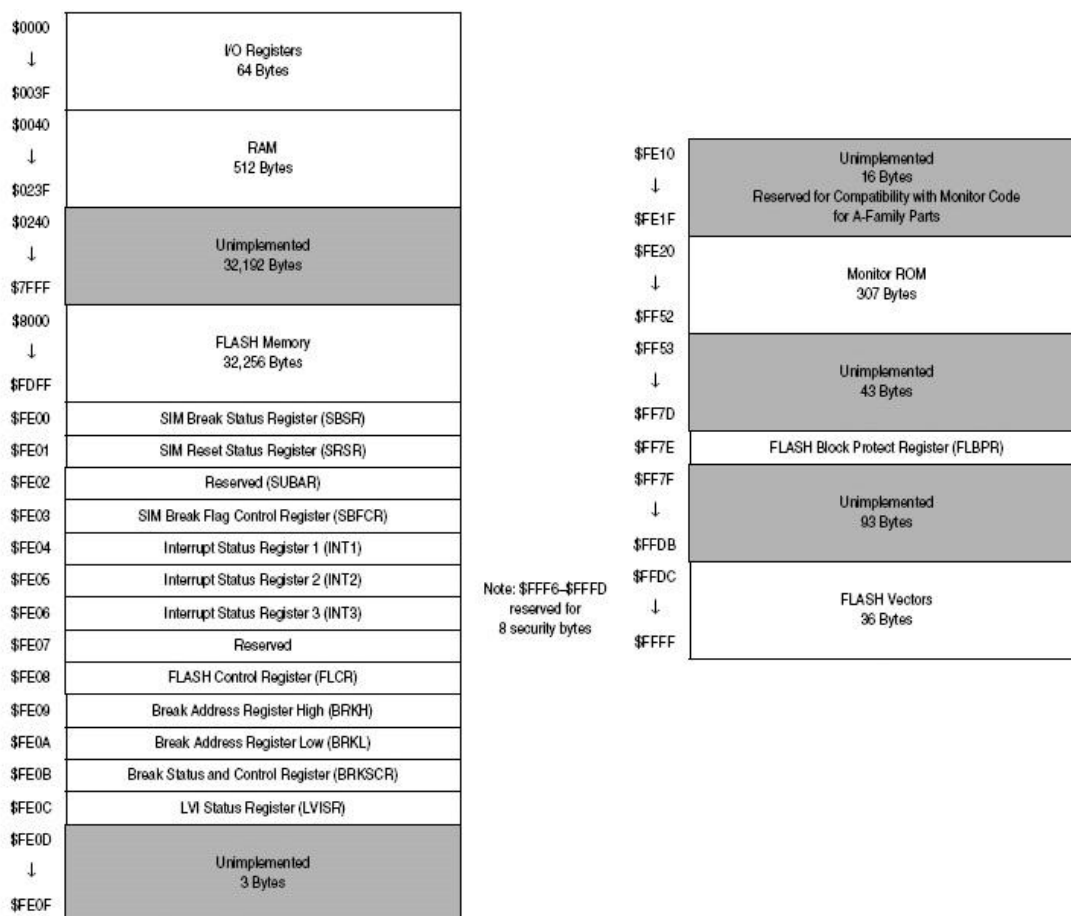 $0000
↓
$003F
I/O Registers
64 Bytes
$0040
↓
$023F
RAM
512 Bytes
$0240
↓
$7FFF
Unimplemented
32,192 Bytes
$8000
↓
$FDFF
FLASH Memory
32,256 Bytes
$FE00 SIM Break Status Register (SBSR)
$FE01 SIM Reset Status Register (SRSR)
$FE02 Reserved (SUBAR)
$FE03 SIM Break Flag Control Register (SBFCR)
$FE04 Interrupt Status Register 1 (INT1)
$FE05 Interrupt Status Register 2 (INT2)
$FE06 Interrupt Status Register 3 (INT3)
$FE07 Reserved
$FE08 FLASH Control Register (FLCR)
$FE09 Break Address Register High (BRKH)
$FE0A Break Address Register Low (BRKL)
$FE0B Break Status and Control Register (BRKSCR)
$FE0C LVI Status Register (LVISR)
$FE0D
↓
$FE0F
Unimplemented
3 Bytes
Note: $FFF6–$FFFD
reserved for
8 security bytes
$FE10
↓
$FE1F
Unimplemented
16 Bytes
Reserved for Compatibility with Monitor Code
for A-Family Parts
$FE20
↓
$FF52
Monitor ROM
307 Bytes
$FF53
↓
$FF7D
Unimplemented
43 Bytes
$FF7E FLASH Block Protect Register (FLBPR)
$FF7F
↓
$FFDB
Unimplemented
93 Bytes
$FFDC
↓
$FFFF
FLASH Vectors
36 Bytes